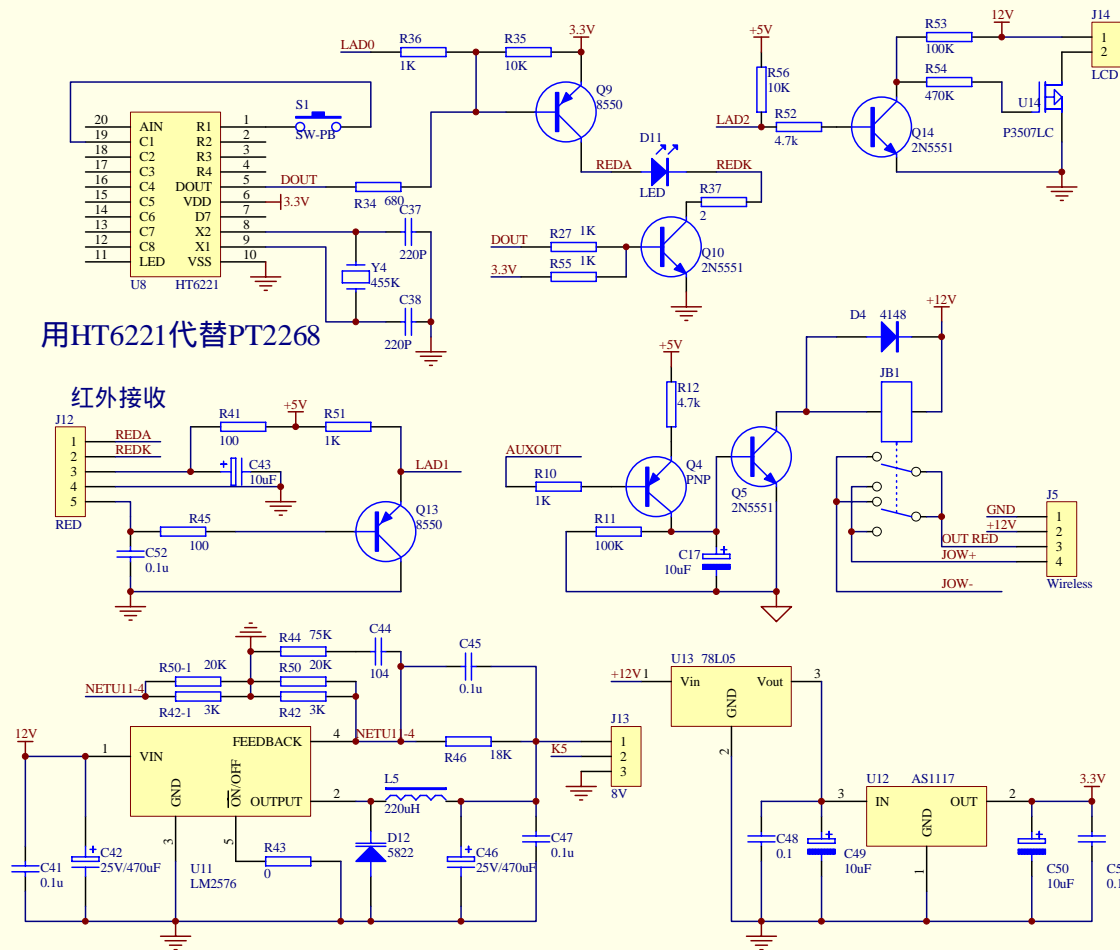 LAD0
R36
1K
R35
10K
3.3V
Q9
8550
S1
SW-PB
20
19
18
17
16
15
14
13
12
11
AIN
C1
C2
C3
C4
C5
C6
C7
C8
LED
R1
R2
R3
R4
DOUT
VDD
D7
X2
X1
VSS
1
2
3
4
5
6
7
8
9
10
U8
HT6221
DOUT
3.3V
R34
680
C37
220P
Y4
455K
C38
220P
用HT6221代替PT2268
REDA
D11
LED
REDK
R37
2
DOUT
R27
1K
3.3V
R55
1K
Q10
2N5551
+5V
R56
10K
LAD2
R52
4.7k
Q14
2N5551
R53
100K
12V
R54
470K
U14
P3507LC
J14
1
2
LCD
红外接收
J12
1
2
3
4
5
RED
REDA
REDK
R41
100
+5V
R51
1K
C43
10uF
LAD1
Q13
8550
R45
100
C52
0.1u
+5V
R12
4.7k
AUXOUT
R10
1K
Q4
PNP
R11
100K
C17
10uF
Q5
2N5551
D4
4148
+12V
JB1
J5
GND
+12V
OUT RED
JOW+
JOW-
1
2
3
4
Wireless
R44
75K
C44
104
C45
0.1u
R50-1
20K
R50
20K
NETU11-4
R42-1
3K
R42
3K
12V
1
VIN
GND
ON/OFF
FEEDBACK
OUTPUT
4
2
3
5
NETU11-4
R46
18K
K5
J13
1
2
3
8V
L5
220uH
C41
0.1u
C42
25V/470uF
U11
LM2576
R43
0
D12
5822
C46
25V/470uF
C47
0.1u
U13
78L05
+12V
1
Vin
Vout
GND
3
2
U12
AS1117
3
IN
OUT
GND
2
1
3.3V
C48
0.1
C49
10uF
C50
10uF